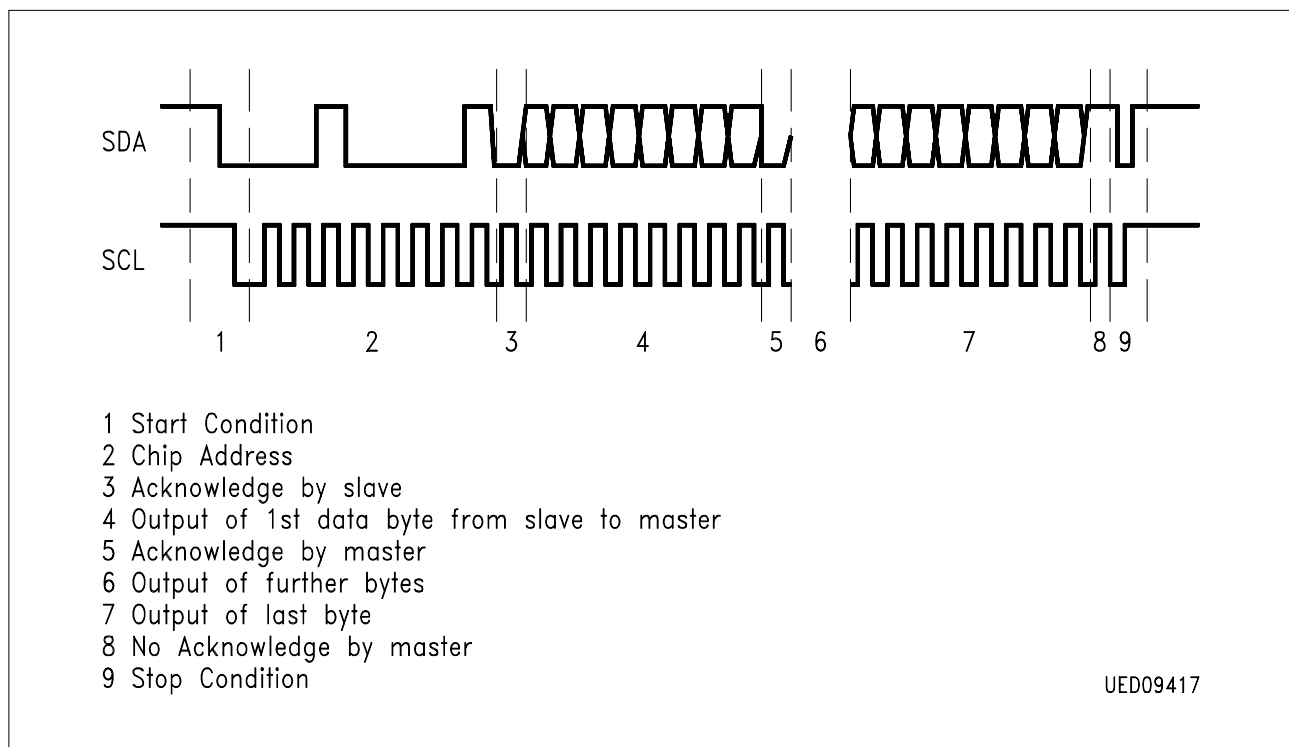 SDA
SCL
1 2 3 4 5 6 7 8 9
1 Start Condition
2 Chip Address
3 Acknowledge by slave
4 Output of 1st data byte from slave to master
5 Acknowledge by master
6 Output of further bytes
7 Output of last byte
8 No Acknowledge by master
9 Stop Condition
UED09417